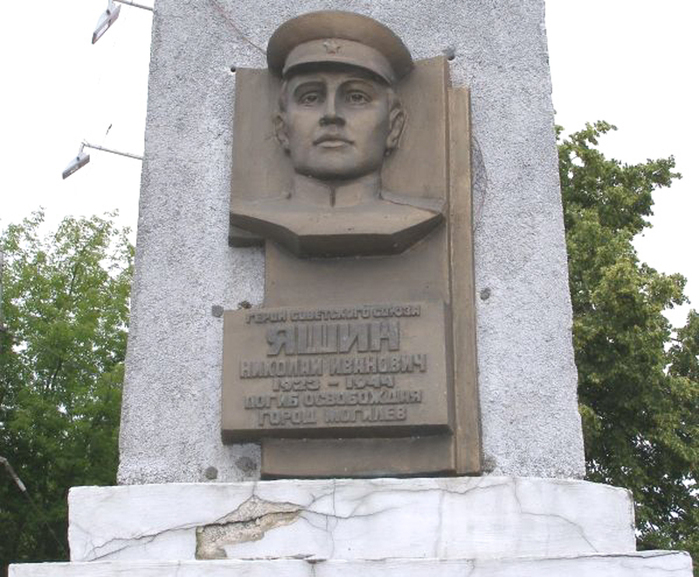 ГЕРОЙ СОВЕТСКОГО СОЮЗА
ЯШИН
НИКОЛАЙ ИВАНОВИЧ
1923 - 1944
ПОГИБ ОСВОБОЖДАЯ
ГОРОД МОГИЛЕВ